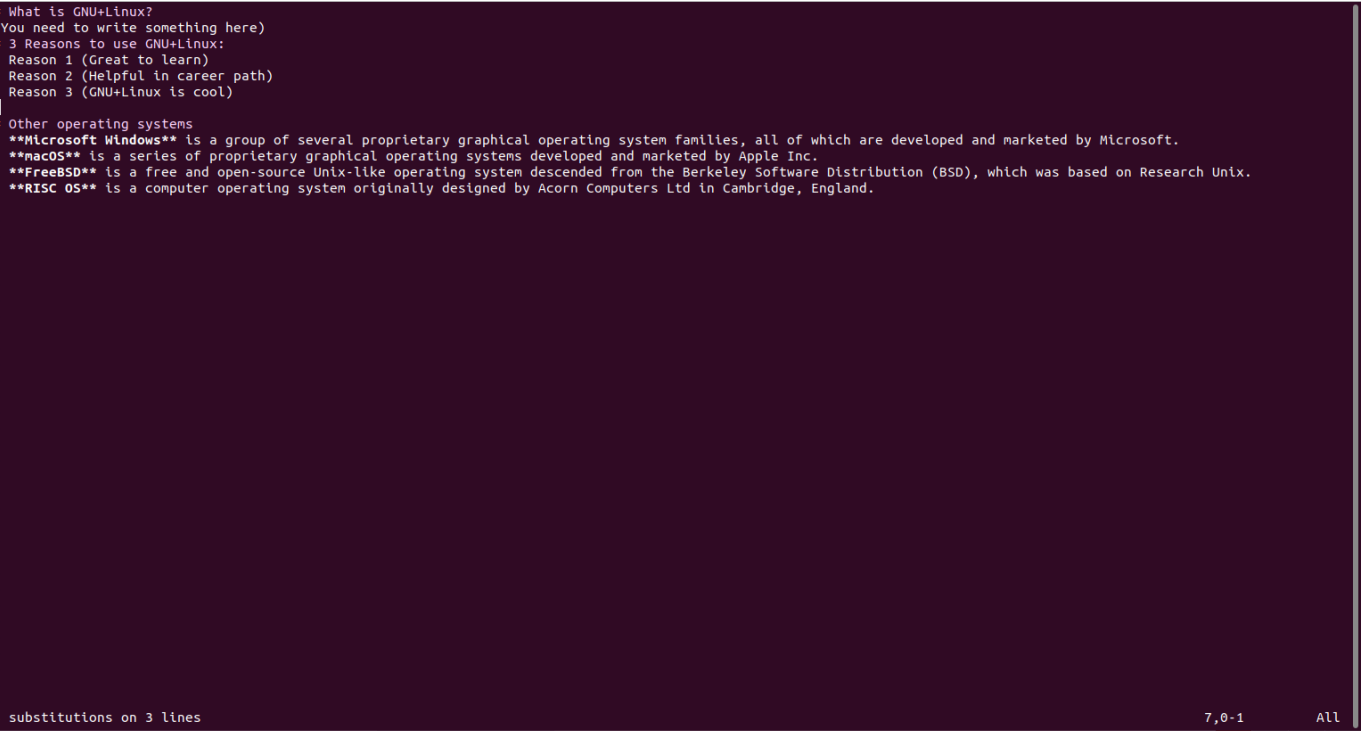 What is GNU+Linux?
You need to write something here)
3 Reasons to use GNU+Linux:
Reason 1 (Great to learn)
Reason 2 (Helpful in career path)
Reason 3 (GNU+Linux is cool)
Other operating systems
**Microsoft Windows** is a group of several proprietary graphical operating system families, all of which are developed and marketed by Microsoft.
**macOS** is a series of proprietary graphical operating systems developed and marketed by Apple Inc.
**FreeBSD** is a free and open-source Unix-like operating system descended from the Berkeley Software Distribution (BSD), which was based on Research Unix.
**RISC OS** is a computer operating system originally designed by Acorn Computers Ltd in Cambridge, England.
substitutions on 3 lines 7,0-1 All